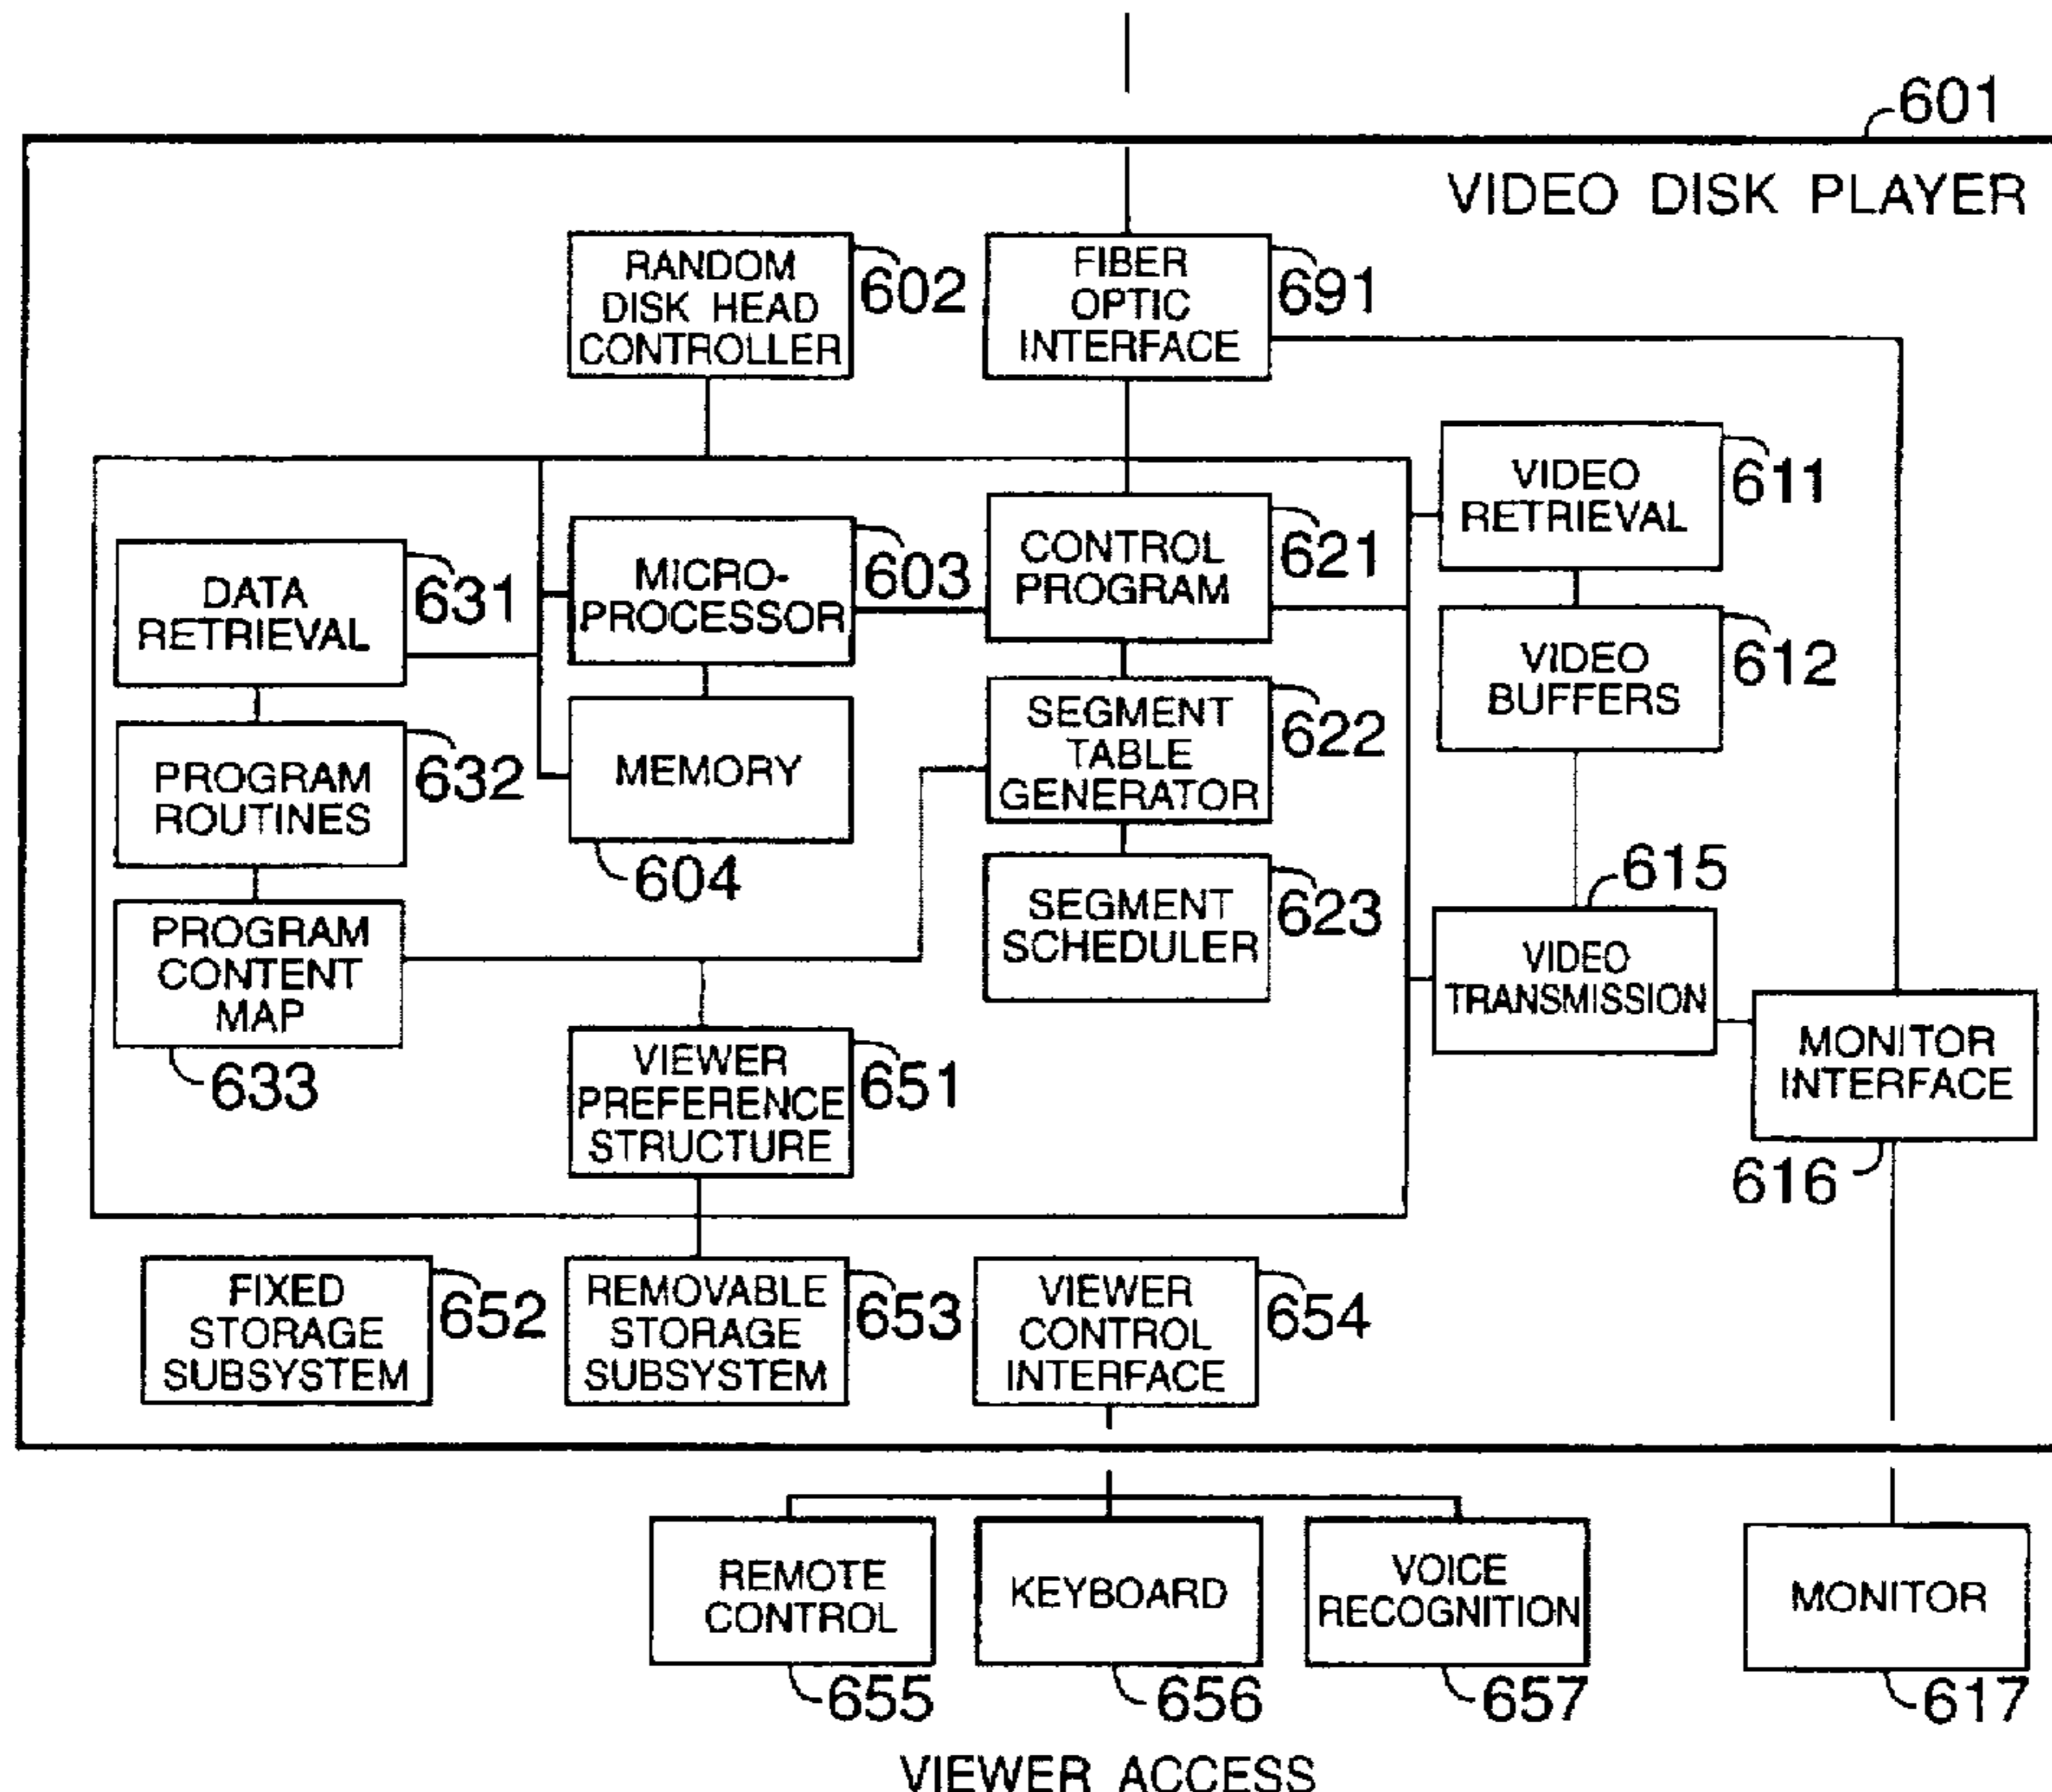 601
VIDEO DISK PLAYER
RANDOM
DISK HEAD
CONTROLLER
602
FIBER
OPTIC
INTERFACE
691
VIDEO
RETRIEVAL
611
DATA
RETRIEVAL
631
MICRO-
PROCESSOR
603
CONTROL
PROGRAM
621
VIDEO
BUFFERS
612
PROGRAM
ROUTINES
632
MEMORY
604
SEGMENT
TABLE
GENERATOR
622
SEGMENT
SCHEDULER
623
615
VIDEO
TRANSMISSION
PROGRAM
CONTENT
MAP
633
VIEWER
PREFERENCE
STRUCTURE
651
MONITOR
INTERFACE
616
FIXED
STORAGE
SUBSYSTEM
652
REMOVABLE
STORAGE
SUBSYSTEM
653
VIEWER
CONTROL
INTERFACE
654
REMOTE
CONTROL
655
KEYBOARD
656
VOICE
RECOGNITION
657
MONITOR
617
VIEWER ACCESS